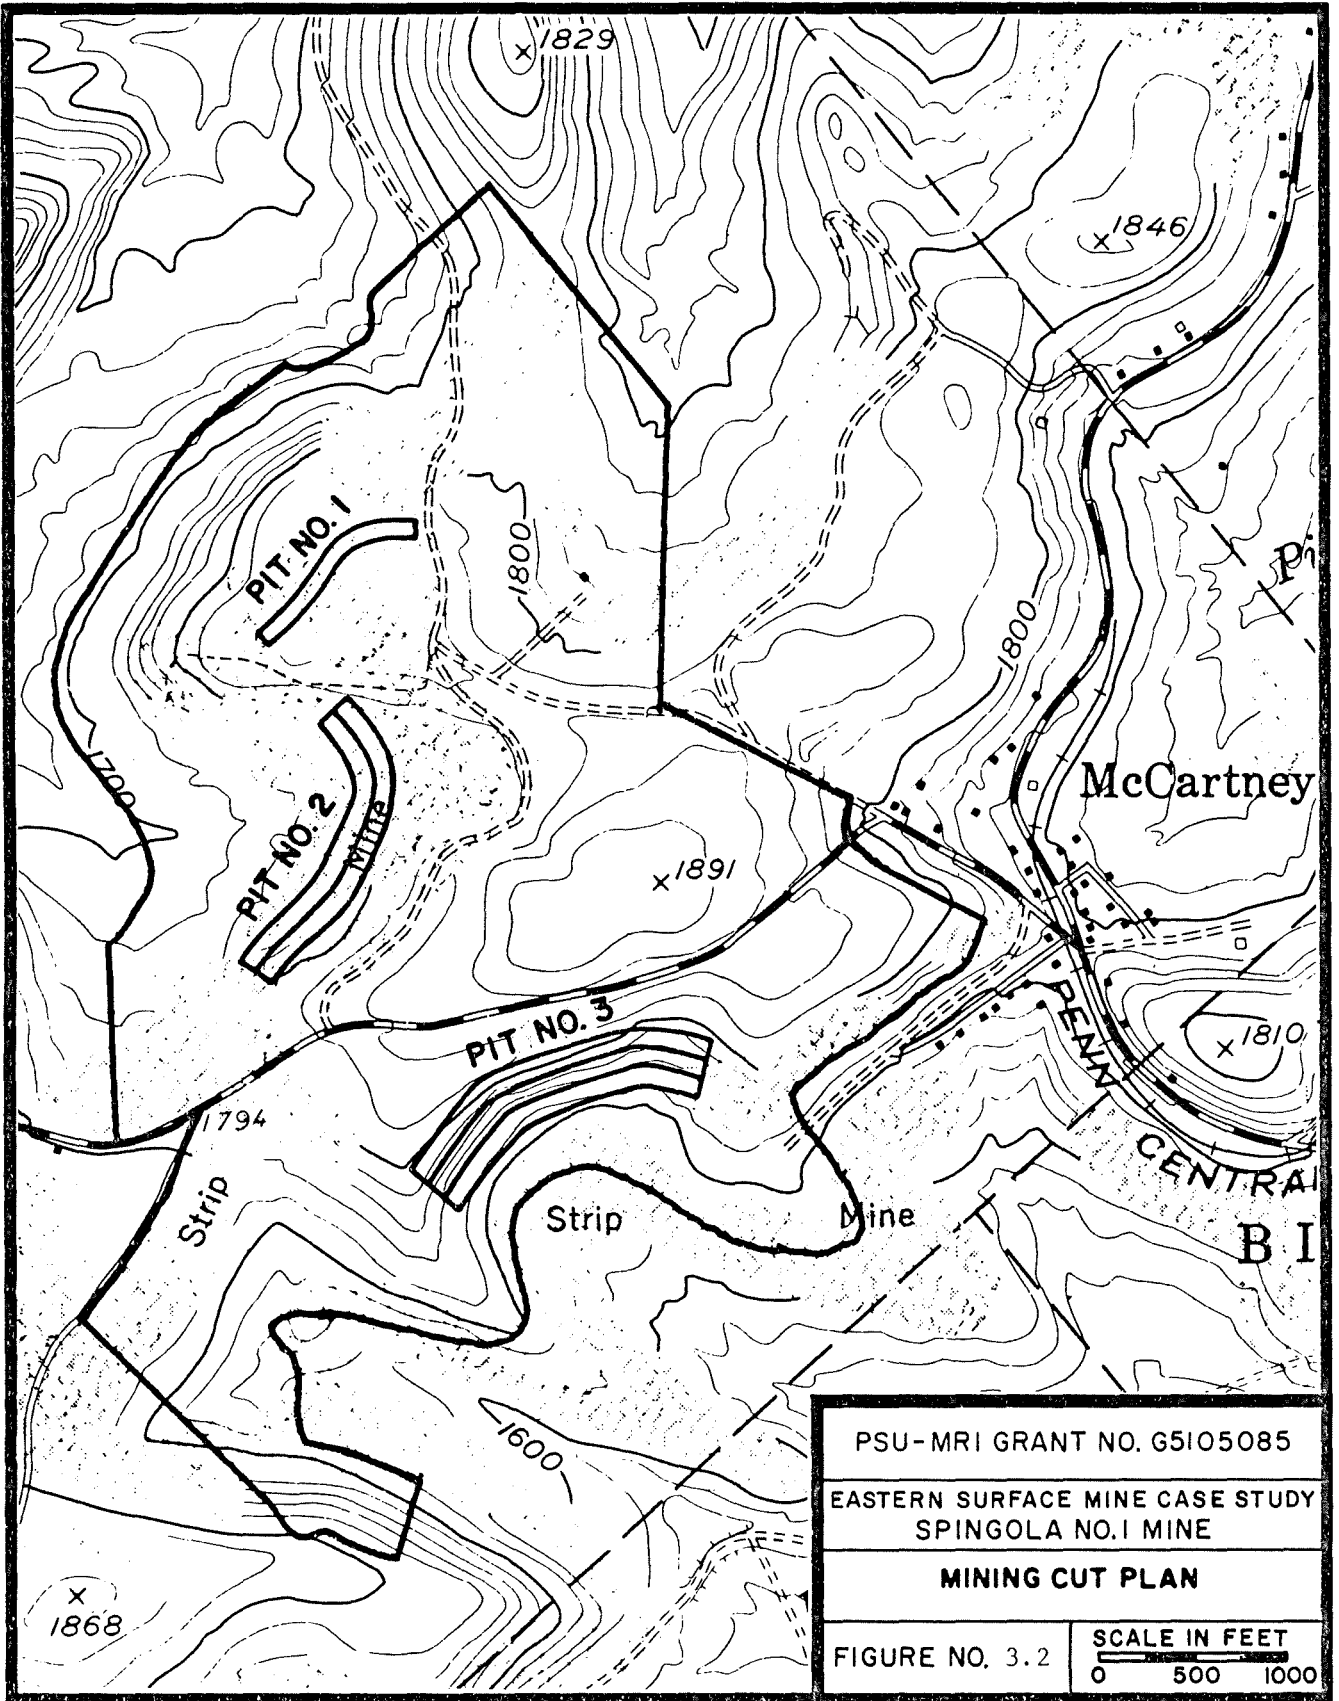 1829
1846
PIT NO. 1
1800
1800
Pi
1700
PIT NO. 2
Mine
McCartney
1891
PIT NO. 3
PENN CENTRAL
1810
1794
Strip
Strip
Mine
B I
1600
1868
PSU-MRI GRANT NO. G5105085
EASTERN SURFACE MINE CASE STUDY
SPINGOLA NO.1 MINE
MINING CUT PLAN
FIGURE NO. 3.2
SCALE IN FEET
0 500 1000